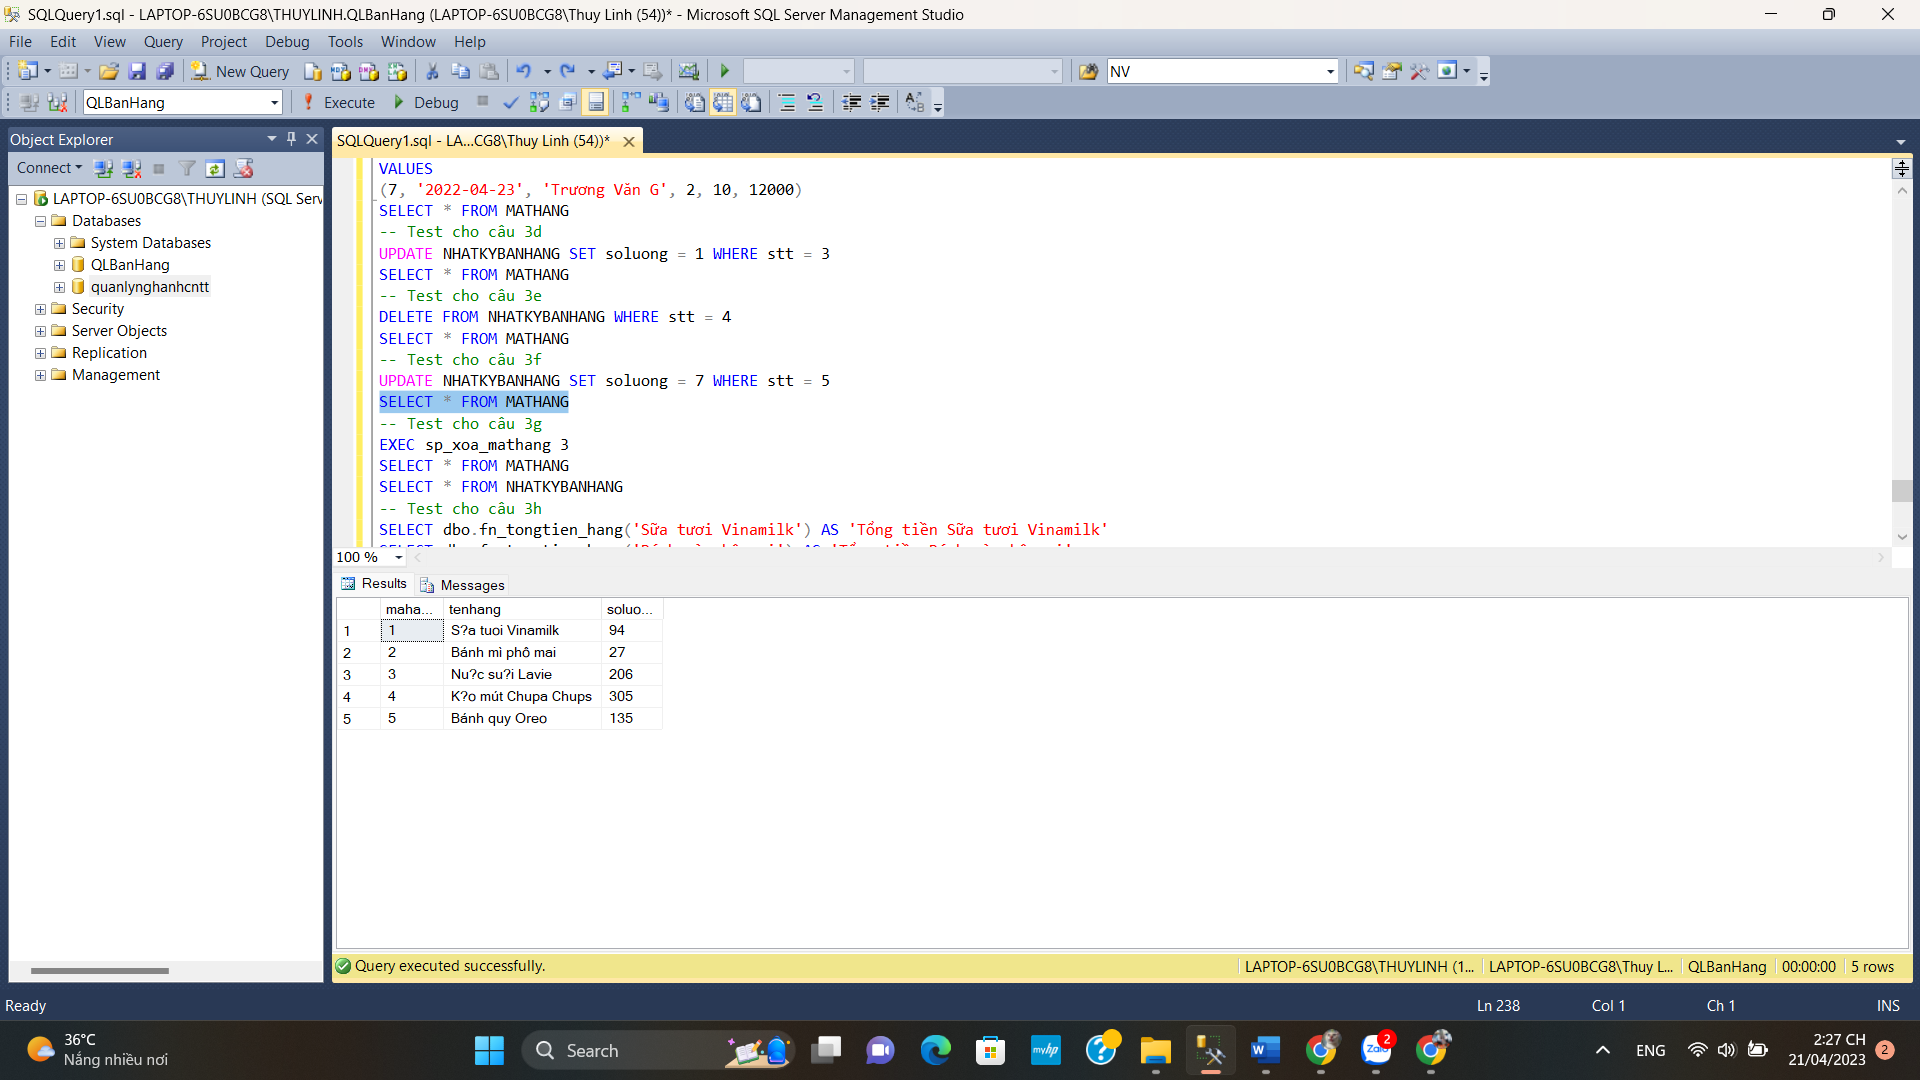 SQLQuery1.sql - LAPTOP-6SU0BCG8\THUYLINH.QLBanHang (LAPTOP-6SU0BCG8\Thuy Linh (54))* - Microsoft SQL Server Management Studio
File Edit View Query Project Debug Tools Window Help
New Query NV
QLBanHang Execute Debug
Object Explorer
Connect
LAPTOP-6SU0BCG8\THUYLINH (SQL Serv
Databases
System Databases
QLBanHang
quanlynghanhcntt
Security
Server Objects
Replication
Management
SQLQuery1.sql - LA...CG8\Thuy Linh (54))*
VALUES
(7, '2022-04-23', 'Trương Văn G', 2, 10, 12000)
SELECT * FROM MATHANG
-- Test cho câu 3d
UPDATE NHATKYBANHANG SET soluong = 1 WHERE stt = 3
SELECT * FROM MATHANG
-- Test cho câu 3e
DELETE FROM NHATKYBANHANG WHERE stt = 4
SELECT * FROM MATHANG
-- Test cho câu 3f
UPDATE NHATKYBANHANG SET soluong = 7 WHERE stt = 5
SELECT * FROM MATHANG
-- Test cho câu 3g
EXEC sp_xoa_mathang 3
SELECT * FROM MATHANG
SELECT * FROM NHATKYBANHANG
-- Test cho câu 3h
SELECT dbo.fn_tongtien_hang('Sữa tươi Vinamilk') AS 'Tổng tiền Sữa tươi Vinamilk'
100 %
Results Messages
maha... tenhang soluo...
1 1 S?a tuoi Vinamilk 94
2 2 Bánh mì phô mai 27
3 3 Nu?c su?i Lavie 206
4 4 K?o mút Chupa Chups 305
5 5 Bánh quy Oreo 135
Query executed successfully. LAPTOP-6SU0BCG8\THUYLINH (1... LAPTOP-6SU0BCG8\Thuy L... QLBanHang 00:00:00 5 rows
Ready Ln 238 Col 1 Ch 1 INS
36°C
Nắng nhiều nơi
Search
myhp
Zalo
2
ENG
2:27 CH
21/04/2023
2